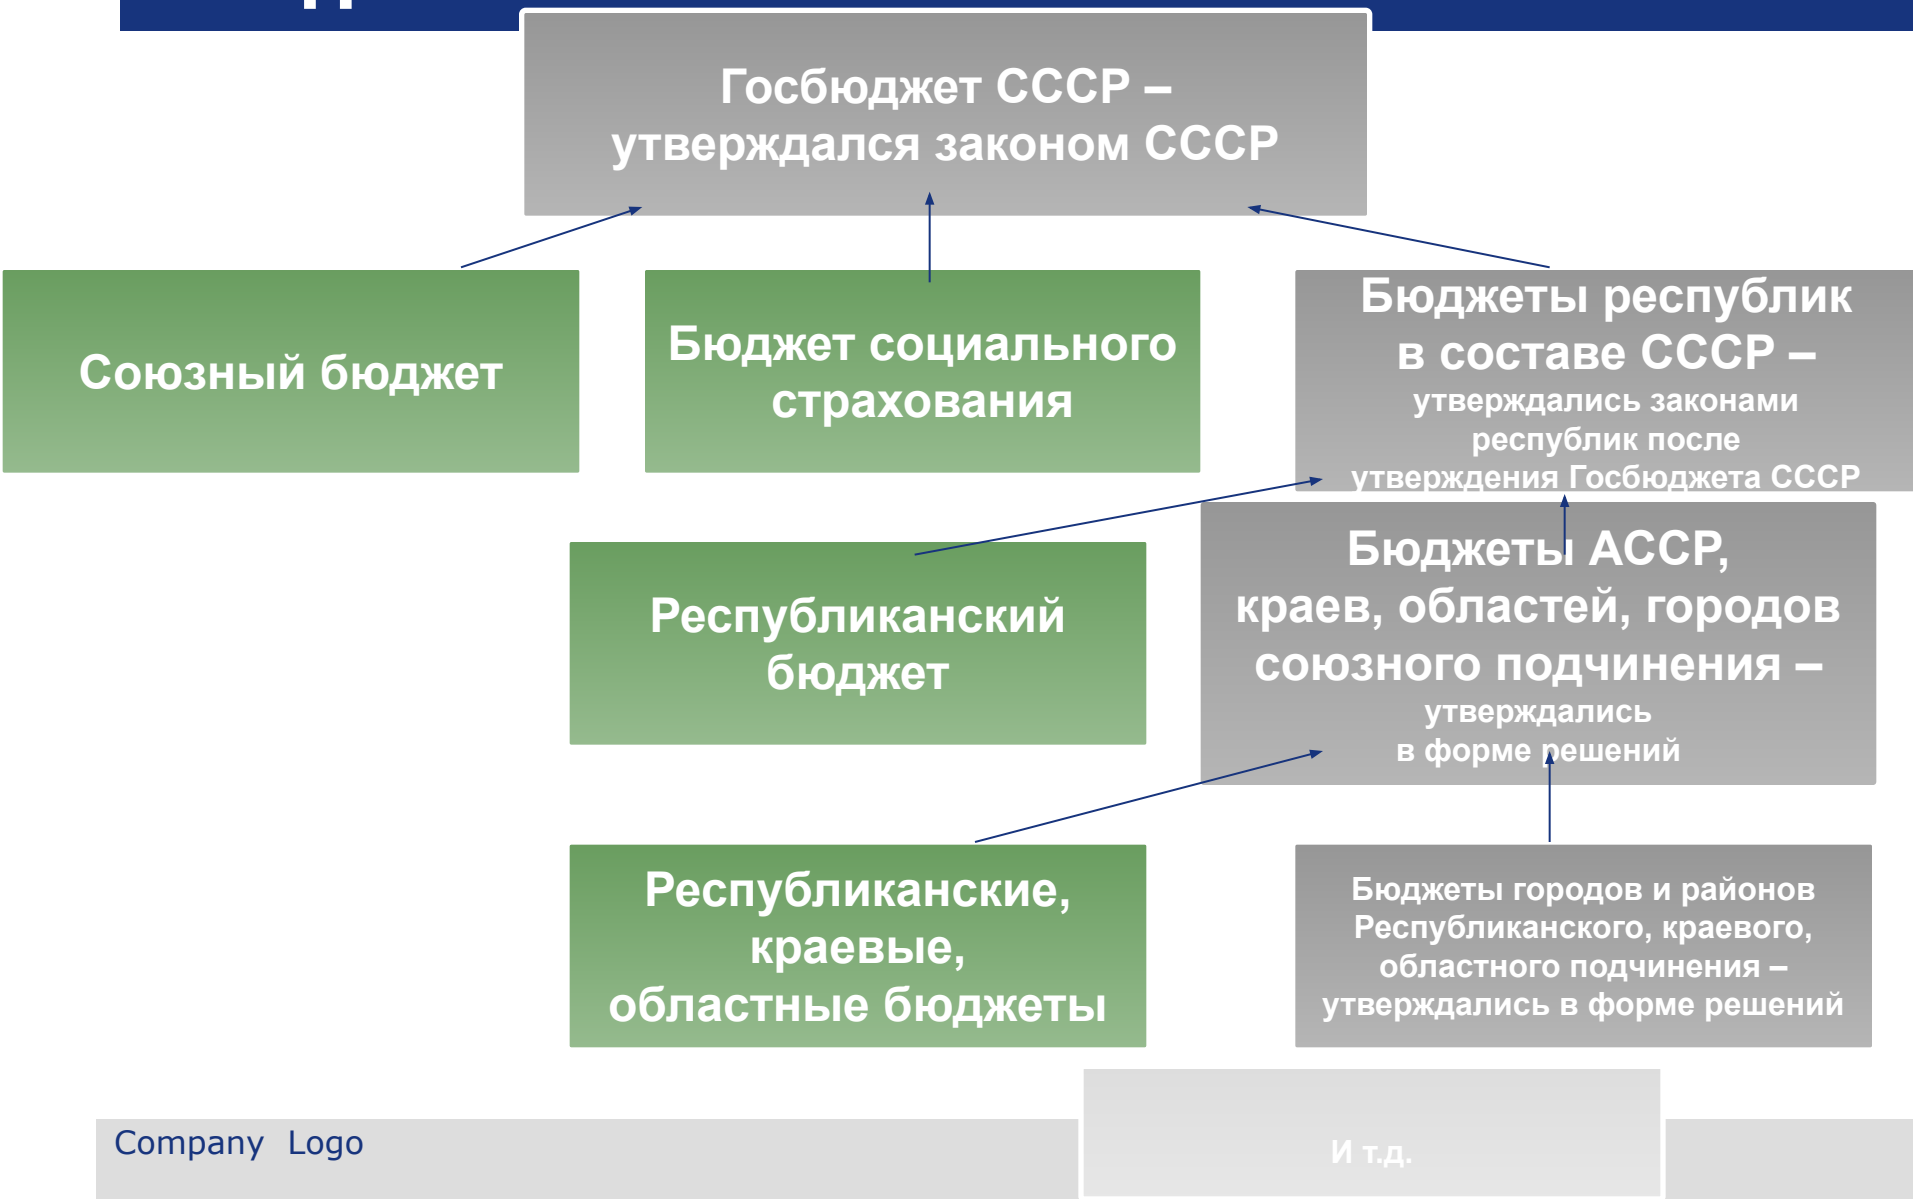 Госбюджет СССР –
утверждался законом СССР
Союзный бюджет
Бюджет социального
страхования
Бюджеты республик
в составе СССР –
утверждались законами
республик после
утверждения Госбюджета СССР
Республиканский
бюджет
Бюджеты АССР,
краев, областей, городов
союзного подчинения –
утверждались
в форме решений
Республиканские,
краевые,
областные бюджеты
Бюджеты городов и районов
Республиканского, краевого,
областного подчинения –
утверждались в форме решений
И т.д.
Company Logo